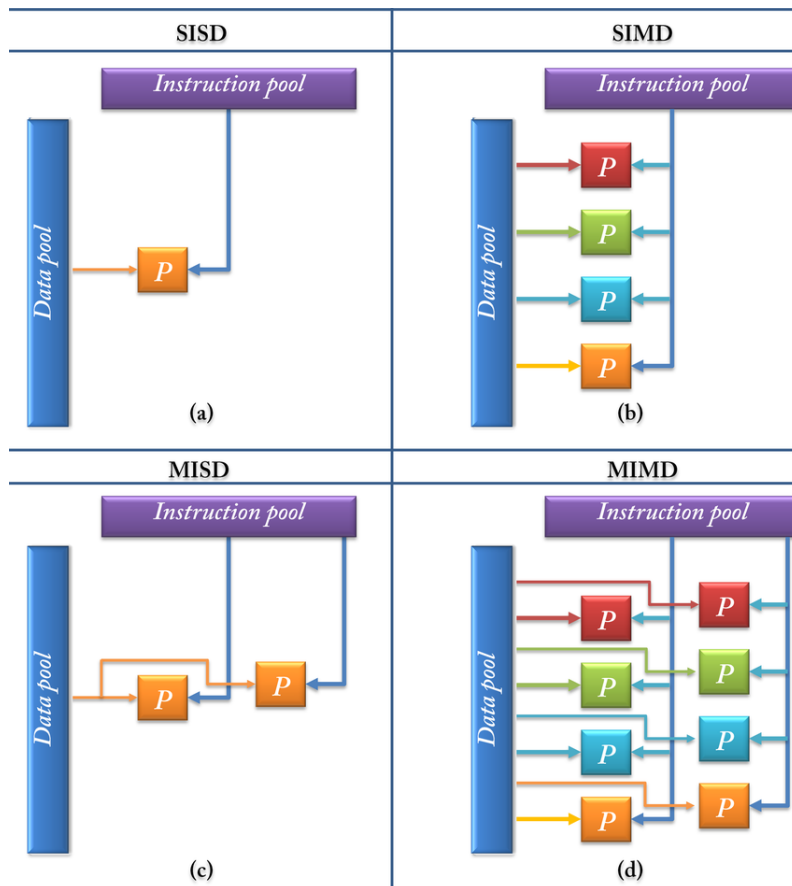 SISD
SIMD
Instruction pool
Instruction pool
Data pool
P
(a)
Data pool
P
P
P
P
(b)
MISD
MIMD
Instruction pool
Instruction pool
Data pool
P
P
(c)
Data pool
P
P
P
P
P
P
P
P
(d)